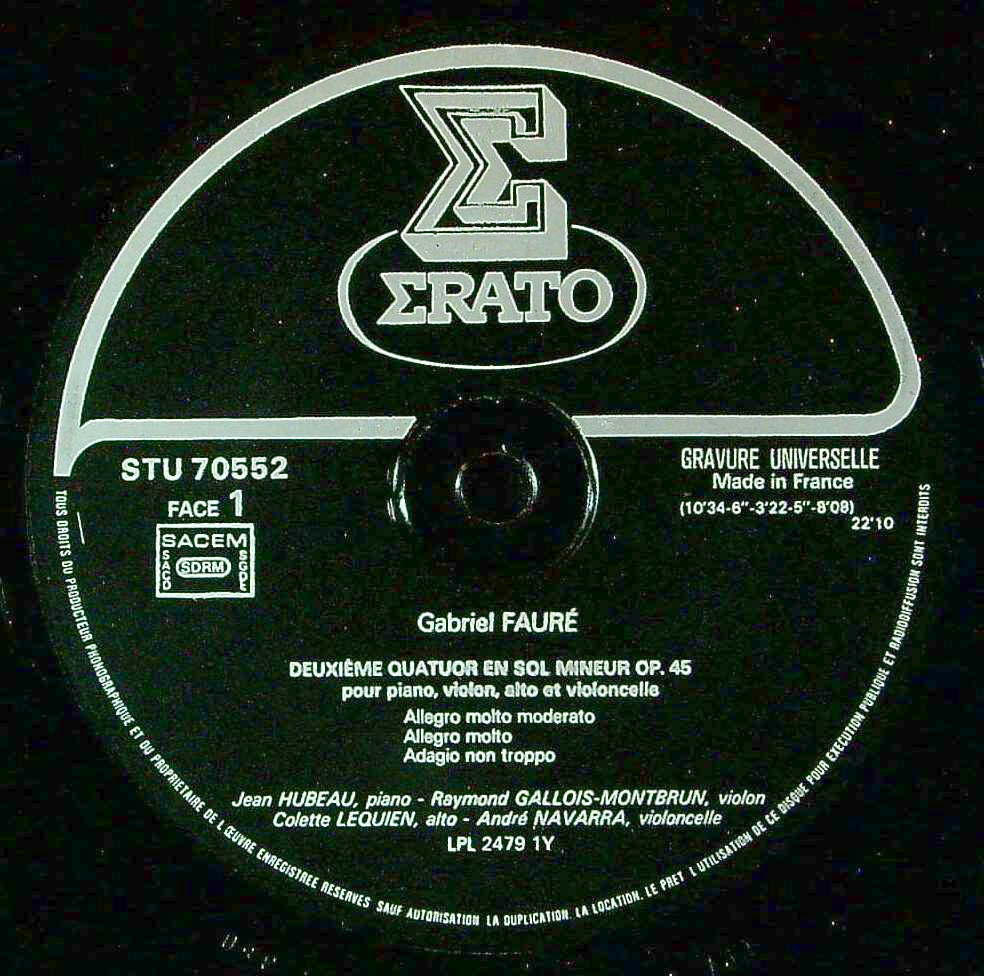 Σ
ΣRATO
STU 70552
FACE 1
SACEM
SACD
SDRM
SGDL
GRAVURE UNIVERSELLE
Made in France
(10'34-6"-3'22-5"-8'08)
22'10
Gabriel FAURÉ
DEUXIÈME QUATUOR EN SOL MINEUR OP. 45
pour piano, violon, alto et violoncelle
Allegro molto moderato
Allegro molto
Adagio non troppo
Jean HUBEAU, piano - Raymond GALLOIS-MONTBRUN, violon
Colette LEQUIEN, alto - André NAVARRA, violoncelle
LPL 2479 1Y
TOUS DROITS DU PRODUCTEUR PHONOGRAPHIQUE ET DU PROPRIETAIRE DE L'ŒUVRE ENREGISTREE RESERVES SAUF AUTORISATION LA DUPLICATION. LA LOCATION. LE PRET L'UTILISATION DE CE DISQUE POUR EXECUTION PUBLIQUE ET RADIODIFFUSION SONT INTERDITS